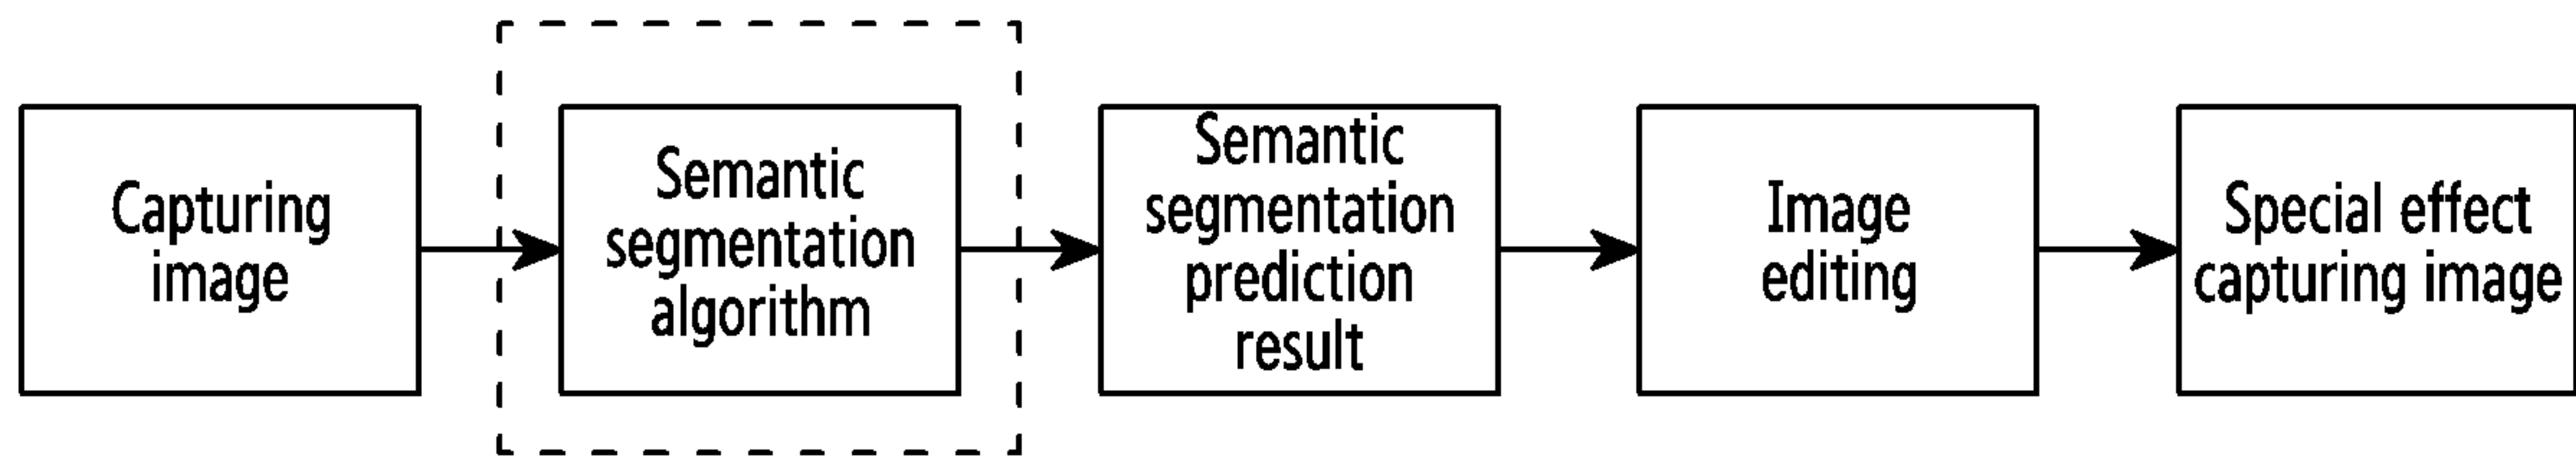 Capturing
image
Semantic
segmentation
algorithm
Semantic
segmentation
prediction
result
Image
editing
Special effect
capturing image